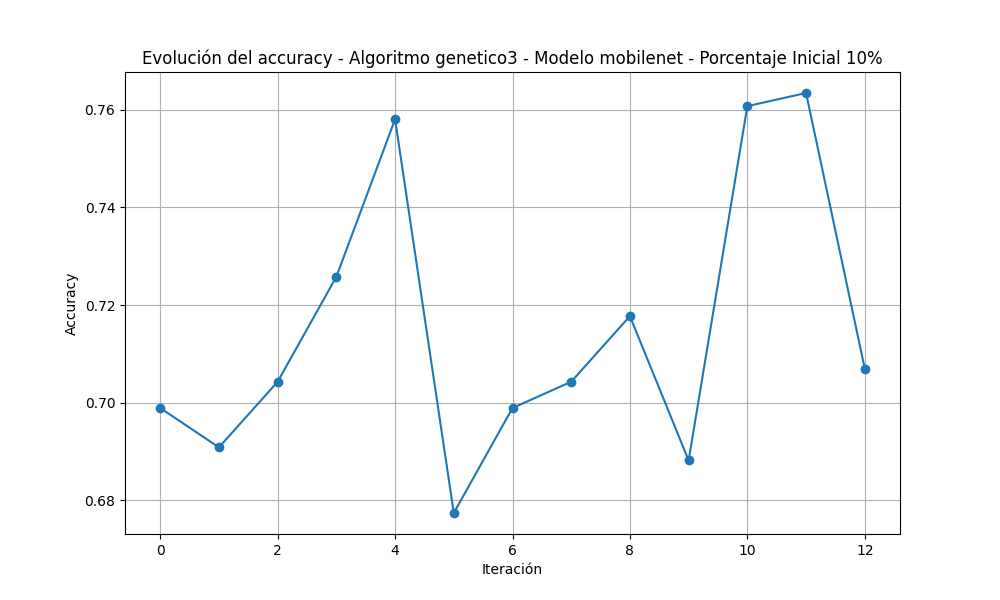 Evolución del accuracy - Algoritmo genetico3 - Modelo mobilenet - Porcentaje Inicial 10%
0.76
0.74
0.72
0.70
0.68
Accuracy
0 2 4 6 8 10 12
Iteración